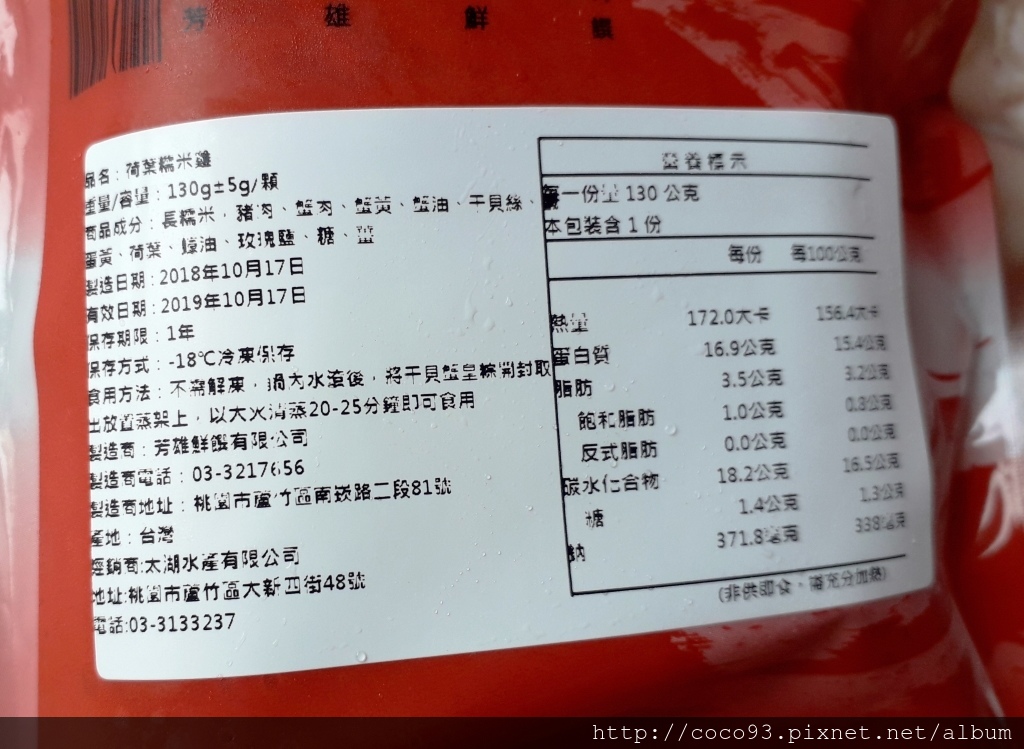 芳 雄 鮮 饌
品名：荷葉糯米雞
重量/容量：130g±5g/顆
商品成分：長糯米，豬肉、蟹肉、蟹黃、蟹油、干貝絲、
蛋黃、荷葉、蠔油、玫瑰鹽、糖、薑
製造日期：2018年10月17日
有效日期：2019年10月17日
保存期限：1年
保存方式：-18℃冷凍保存
食用方法：不需解凍，鍋內水滾後，將干貝蟹皇粽開封取
出放置蒸架上，以大火清蒸20-25分鐘即可食用
製造商：芳雄鮮饌有限公司
製造商電話：03-3217656
製造商地址：桃園市蘆竹區南崁路二段81號
產地：台灣
經銷商:太湖水產有限公司
地址:桃園市蘆竹區大新四街48號
電話:03-3133237
營養標示
每一份量 130 公克
本包裝含 1 份
每份 每100公克
熱量 172.0大卡 156.4大卡
蛋白質 16.9公克 15.4公克
脂肪 3.5公克 3.2公克
飽和脂肪 1.0公克 0.8公克
反式脂肪 0.0公克 0.0公克
碳水化合物 18.2公克 16.5公克
糖 1.4公克 1.3公克
鈉 371.8毫克 338毫克
(非供即食，需充分加熱)
http://coco93.pixnet.net/album